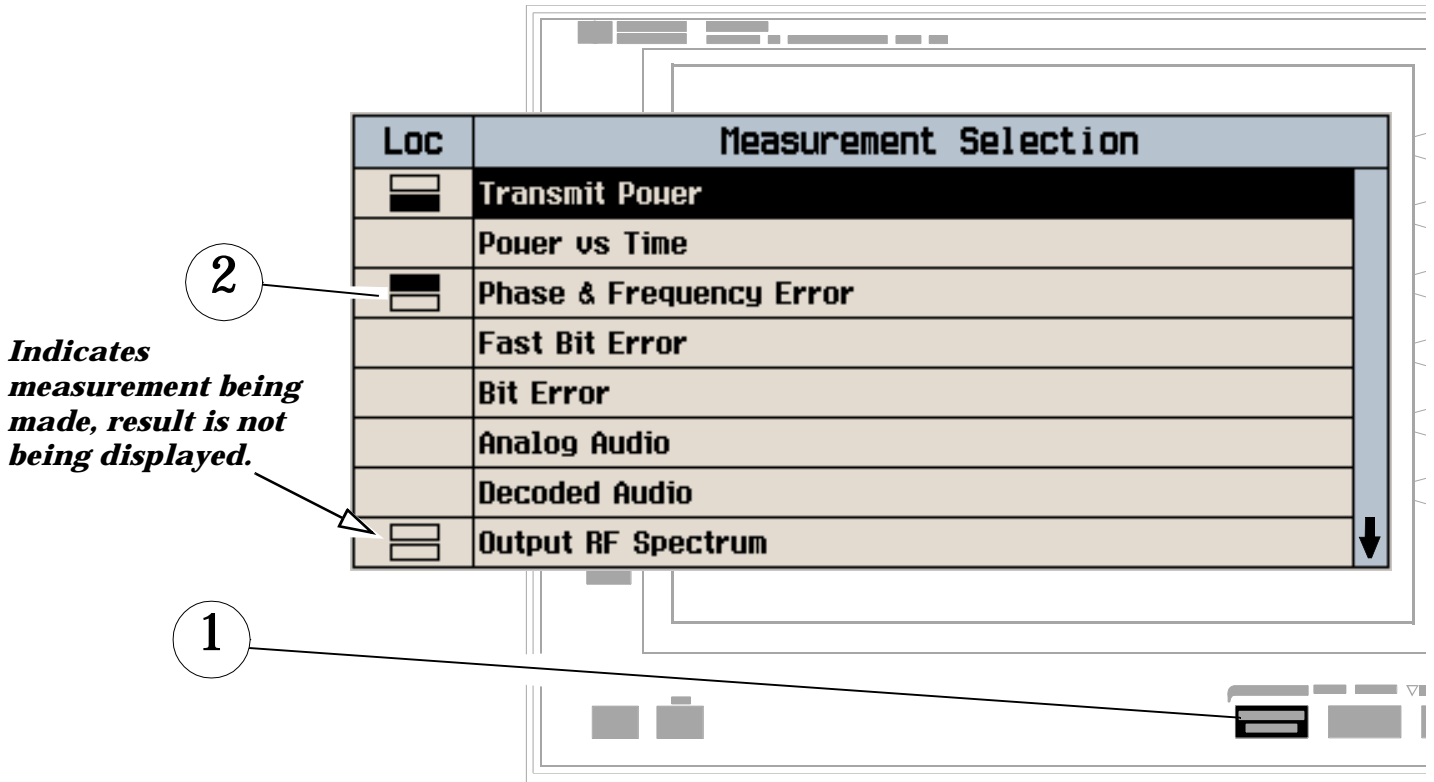 Loc
Measurement Selection
Transmit Power
Power vs Time
2
Phase & Frequency Error
Fast Bit Error
Indicates
measurement being
made, result is not
being displayed.
Bit Error
Analog Audio
Decoded Audio
Output RF Spectrum
1